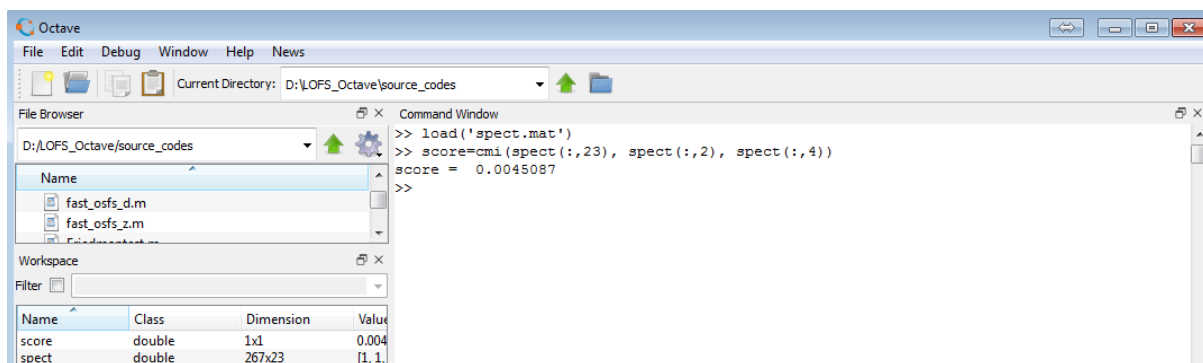 Octave
File Edit Debug Window Help News
Current Directory: D:\LOFS_Octave\source_codes
File Browser
D:/LOFS_Octave/source_codes
Name
fast_osfs_d.m
fast_osfs_z.m
Workspace
Filter
Name Class Dimension Value
score double 1x1 0.004
spect double 267x23 [1, 1,
Command Window
>> load('spect.mat')
>> score=cmi(spect(:,23), spect(:,2), spect(:,4))
score = 0.0045087
>>